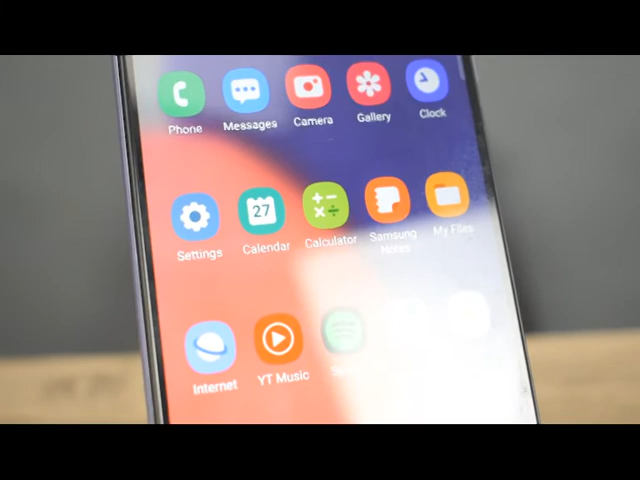 Phone Messages Camera Gallery Clock
27
Settings Calendar Calculator Samsung Notes My Files
Internet YT Music